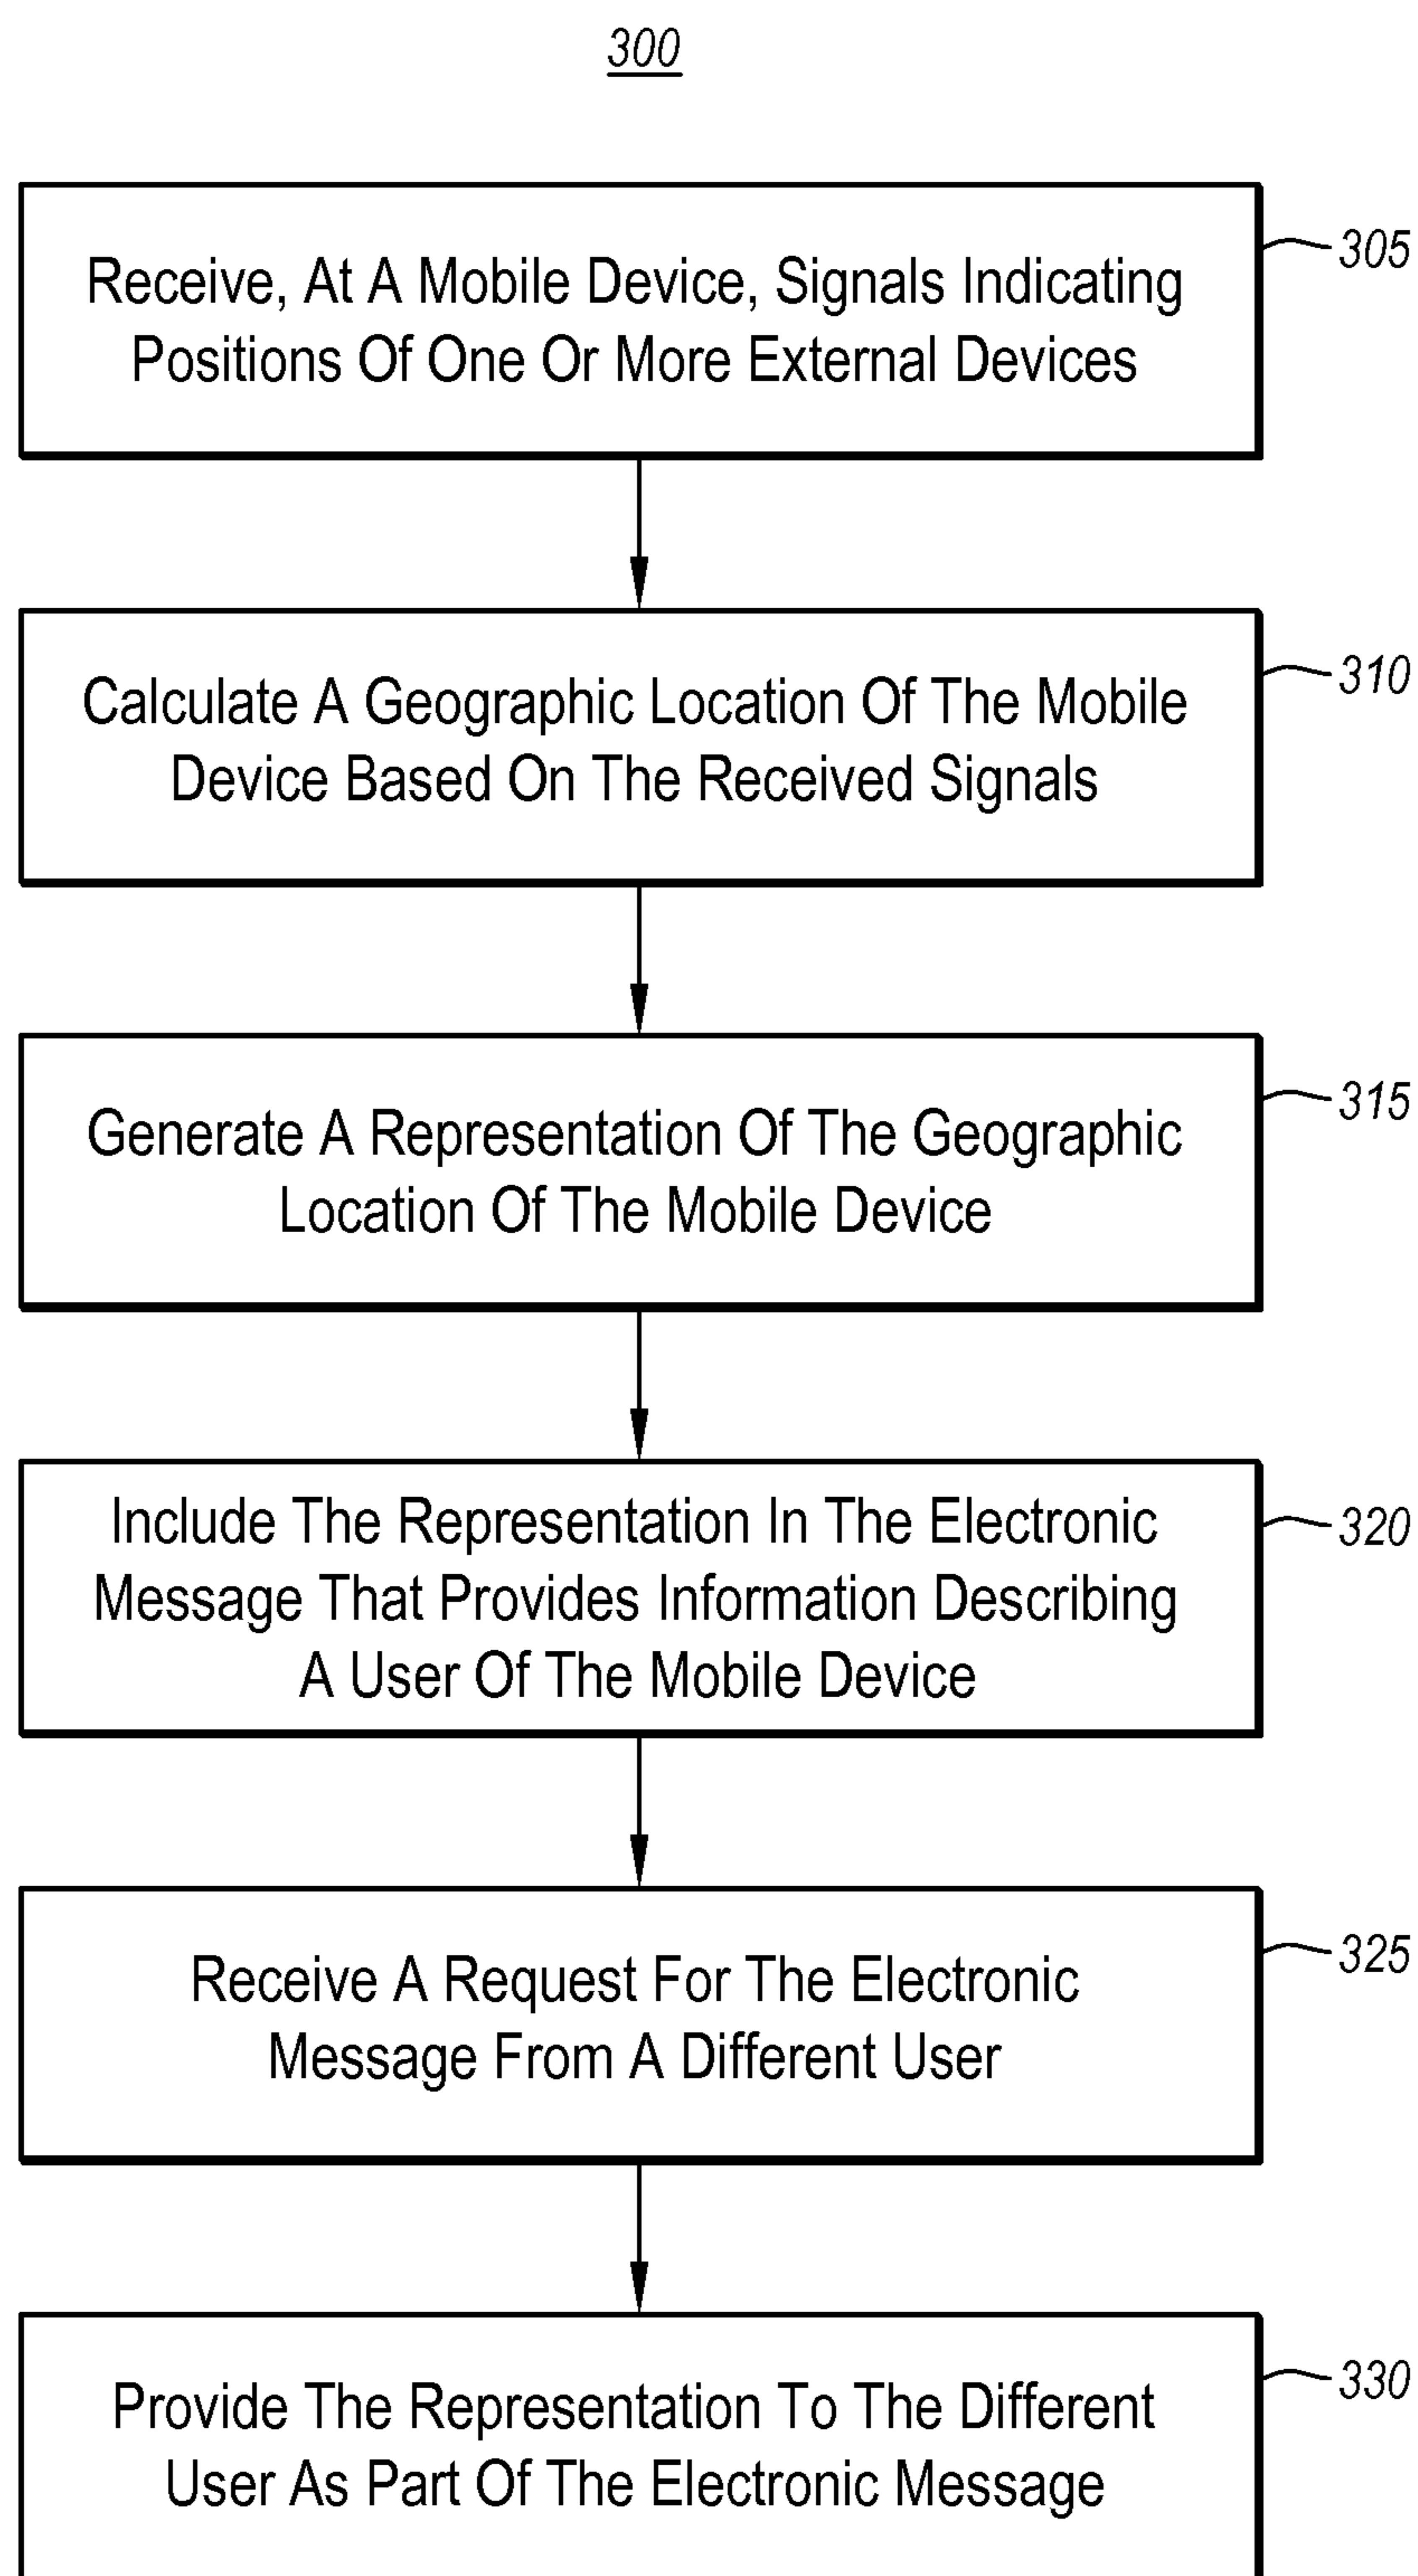 300
Receive, At A Mobile Device, Signals Indicating
Positions Of One Or More External Devices
305
Calculate A Geographic Location Of The Mobile
Device Based On The Received Signals
310
Generate A Representation Of The Geographic
Location Of The Mobile Device
315
Include The Representation In The Electronic
Message That Provides Information Describing
A User Of The Mobile Device
320
Receive A Request For The Electronic
Message From A Different User
325
Provide The Representation To The Different
User As Part Of The Electronic Message
330